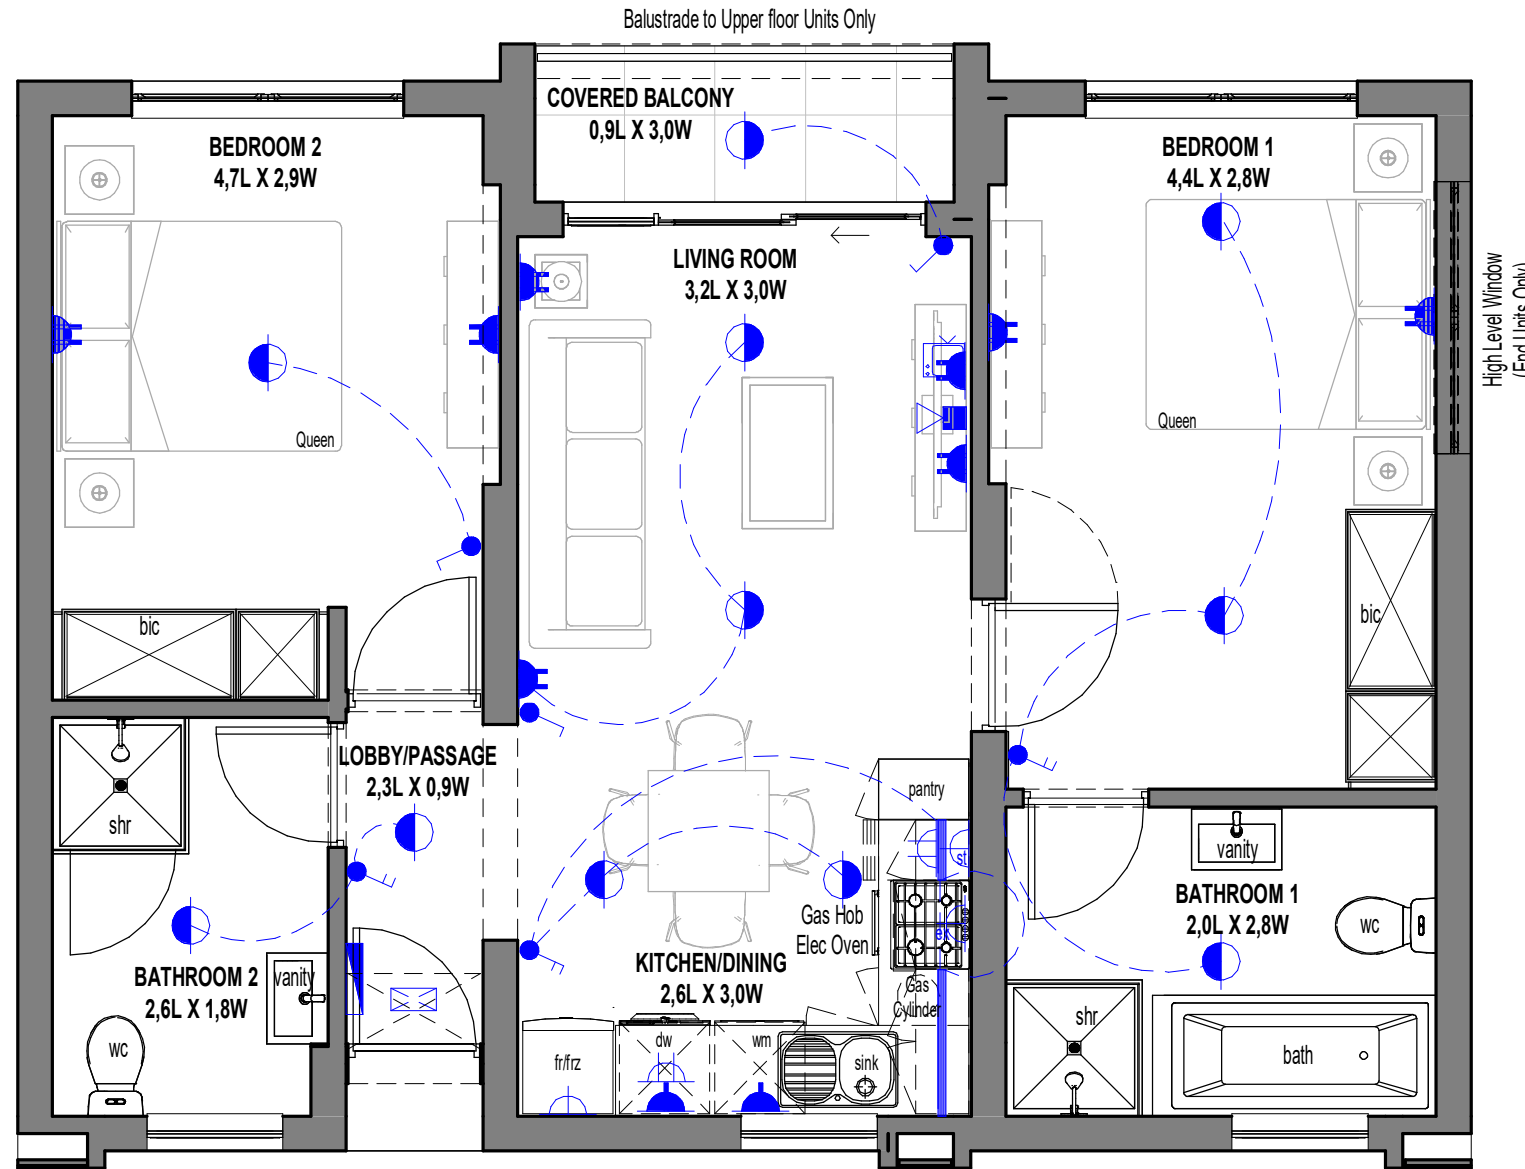 Balustrade to Upper floor Units Only
COVERED BALCONY
0,9L X 3,0W
BEDROOM 2
4,7L X 2,9W
BEDROOM 1
4,4L X 2,8W
LIVING ROOM
3,2L X 3,0W
High Level Window
(End Units Only)
Queen
Queen
bic
bic
LOBBY/PASSAGE
2,3L X 0,9W
pantry
shr
st
vanity
BATHROOM 1
2,0L X 2,8W
Gas Hob
Elec Oven
wc
KITCHEN/DINING
2,6L X 3,0W
BATHROOM 2
2,6L X 1,8W
vanity
Gas
Cylinder
shr
wc
fr/frz
dw
wm
sink
bath